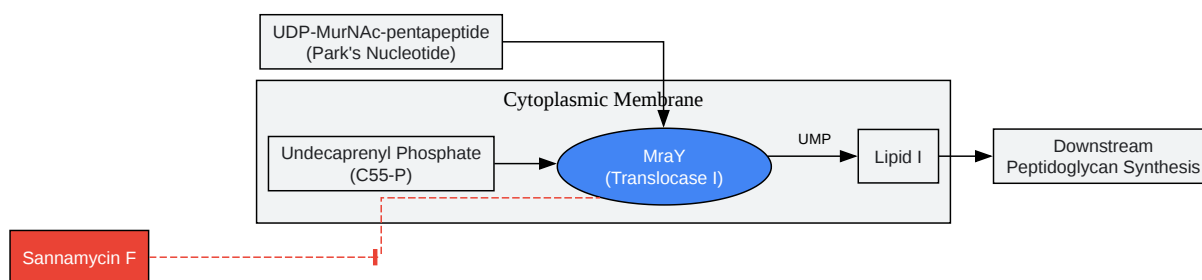 UDP-MurNAc-pentapeptide
(Park's Nucleotide)
Cytoplasmic Membrane
Undecaprenyl Phosphate
(C55-P)
MraY
(Translocase I)
UMP
Lipid I
Downstream
Peptidoglycan Synthesis
Sannamycin F